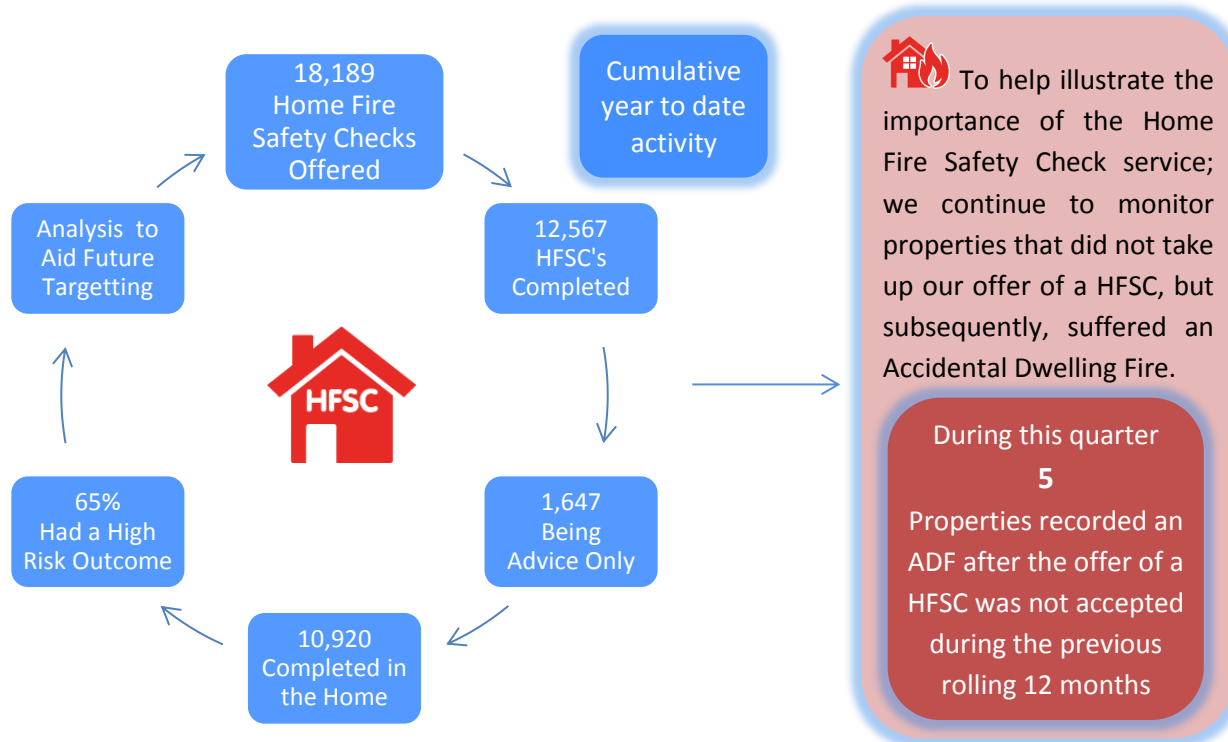 18,189
Home Fire
Safety Checks
Offered
Cumulative
year to date
activity
12,567
HFSC's
Completed
1,647
Being
Advice Only
10,920
Completed in
the Home
65%
Had a High
Risk Outcome
Analysis to
Aid Future
Targetting
HFSC
To help illustrate the
importance of the Home
Fire Safety Check service;
we continue to monitor
properties that did not take
up our offer of a HFSC, but
subsequently, suffered an
Accidental Dwelling Fire.
During this quarter
5
Properties recorded an
ADF after the offer of a
HFSC was not accepted
during the previous
rolling 12 months